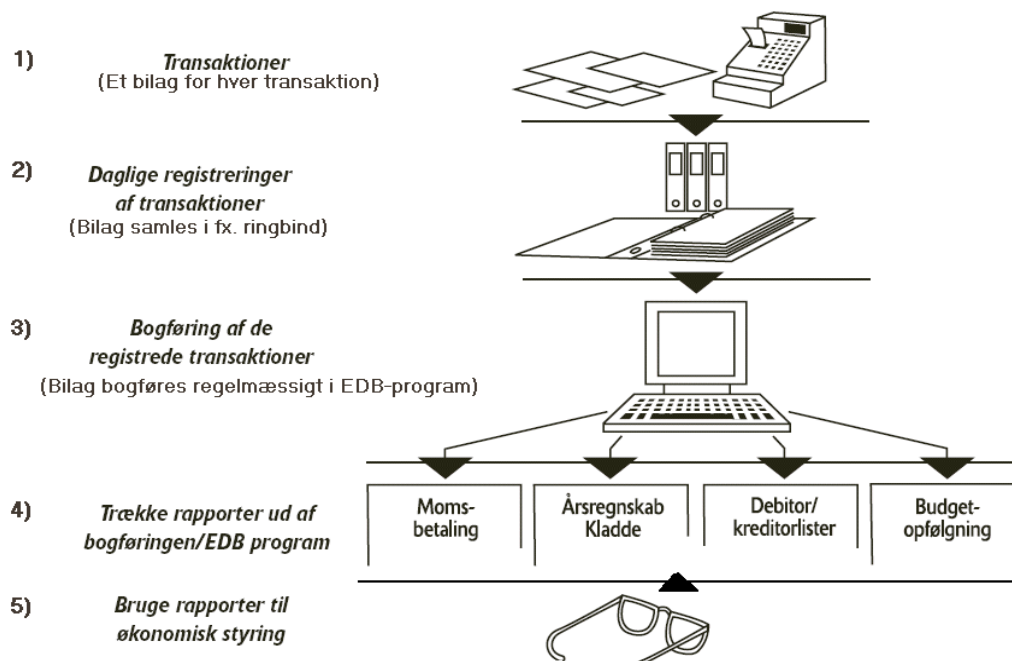 1) Transaktioner
(Et bilag for hver transaktion)
2) Daglige registreringer
af transaktioner
(Bilag samles i fx. ringbind)
3) Bogføring af de
registrede transaktioner
(Bilag bogføres regelmæssigt i EDB-program)
4) Trække rapporter ud af
bogføringen/EDB program
Moms-
betaling
Årsregnskab
Kladde
Debitor/
kreditorlister
Budget-
opfølgning
5) Bruge rapporter til
økonomisk styring